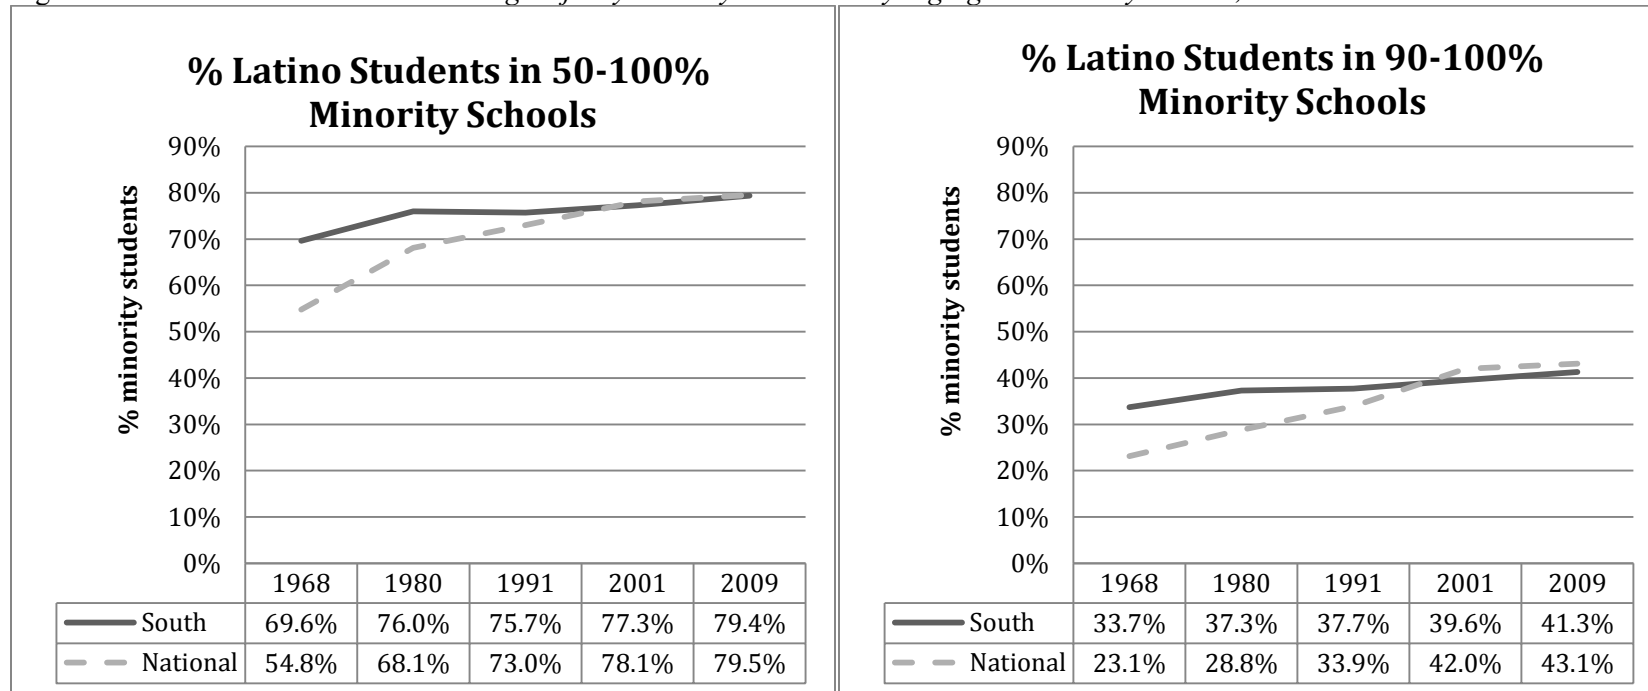 % Latino Students in 50-100%
Minority Schools
90%
80%
70%
60%
50%
40%
30%
20%
10%
0%
% minority students
1968 1980 1991 2001 2009
South 69.6% 76.0% 75.7% 77.3% 79.4%
National 54.8% 68.1% 73.0% 78.1% 79.5%
% Latino Students in 90-100%
Minority Schools
90%
80%
70%
60%
50%
40%
30%
20%
10%
0%
% minority students
1968 1980 1991 2001 2009
South 33.7% 37.3% 37.7% 39.6% 41.3%
National 23.1% 28.8% 33.9% 42.0% 43.1%